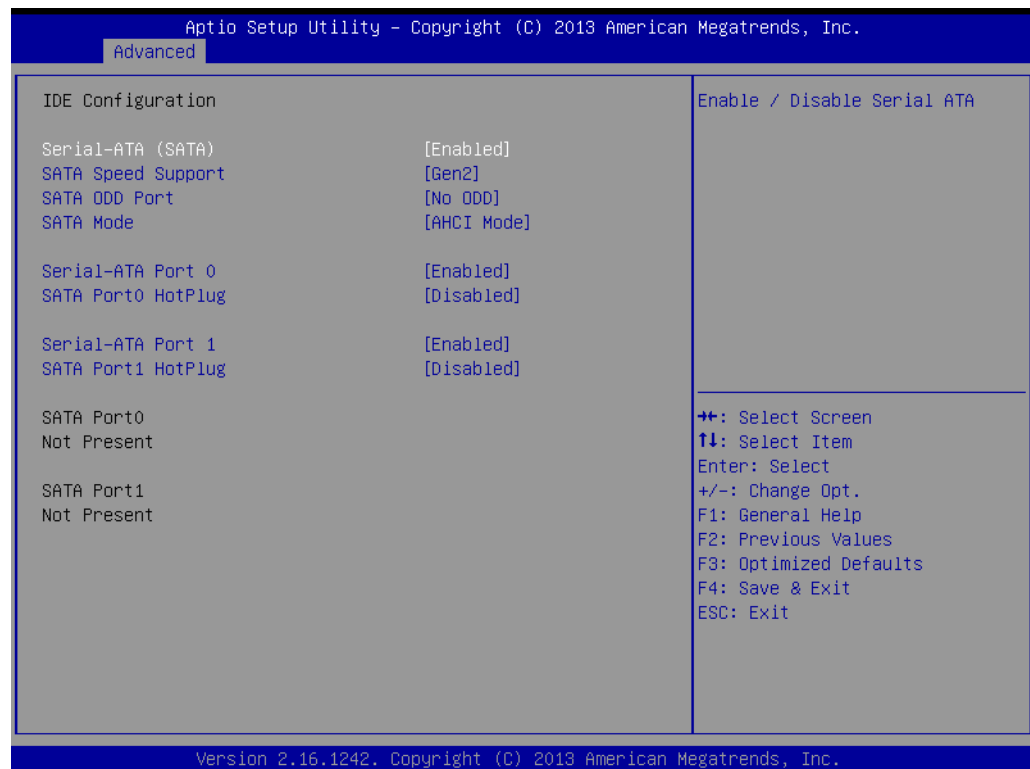 Aptio Setup Utility – Copyright (C) 2013 American Megatrends, Inc.
Advanced
IDE Configuration
Serial-ATA (SATA) [Enabled]
SATA Speed Support [Gen2]
SATA ODD Port [No ODD]
SATA Mode [AHCI Mode]
Serial-ATA Port 0 [Enabled]
SATA Port0 HotPlug [Disabled]
Serial-ATA Port 1 [Enabled]
SATA Port1 HotPlug [Disabled]
SATA Port0
Not Present
SATA Port1
Not Present
Enable / Disable Serial ATA
→←: Select Screen
↑↓: Select Item
Enter: Select
+/-: Change Opt.
F1: General Help
F2: Previous Values
F3: Optimized Defaults
F4: Save & Exit
ESC: Exit
Version 2.16.1242. Copyright (C) 2013 American Megatrends, Inc.